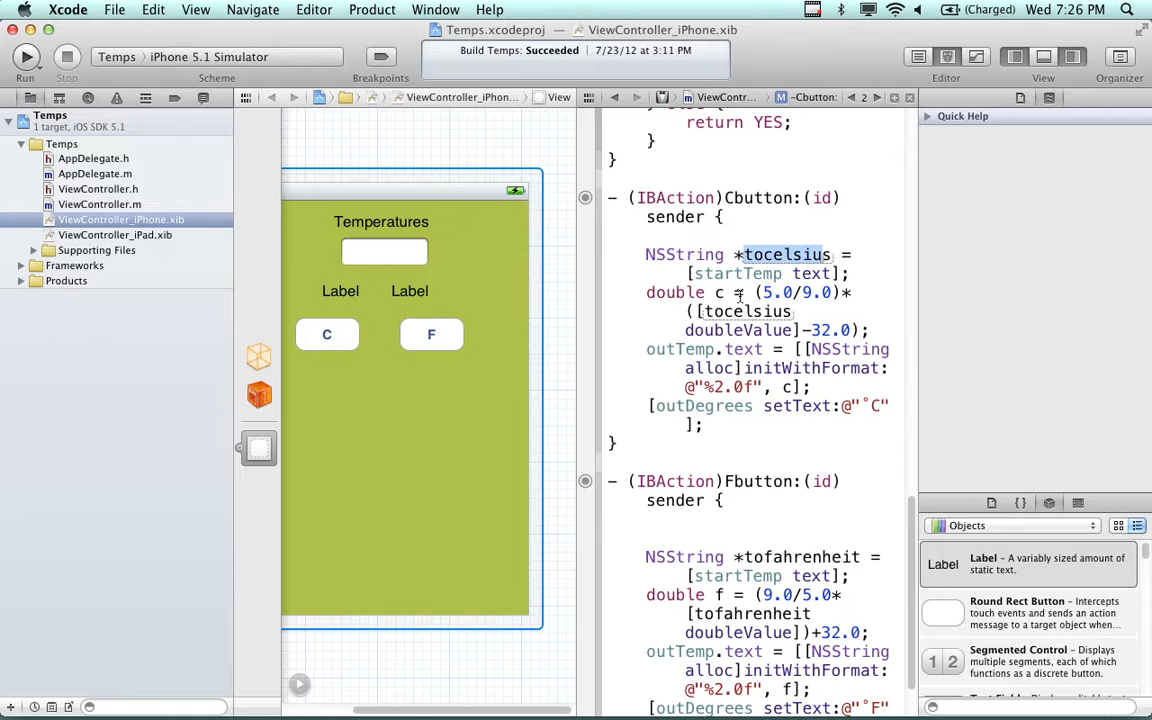 Xcode File Edit View Navigate Editor Product Window Help (Charged) Wed 7:26 PM
Temps.xcodeproj — ViewController_iPhone.xib
Run Stop Temps iPhone 5.1 Simulator Build Temps: Succeeded 7/23/12 at 3:11 PM
Scheme Breakpoints Editor View Organizer
ViewController_iPhon... View ViewContr... M -Cbutton: 2
Temps
1 target, iOS SDK 5.1
Temps
AppDelegate.h
AppDelegate.m
ViewController.h
ViewController.m
ViewController_iPhone.xib
ViewController_iPad.xib
Supporting Files
Frameworks
Products
Temperatures
Label Label
C F
return YES;
}
}
- (IBAction)Cbutton:(id)
sender {
NSString *tocelsius =
[startTemp text];
double c = (5.0/9.0)*
([tocelsius
doubleValue]-32.0);
outTemp.text = [[NSString
alloc]initWithFormat:
@"%2.0f", c];
[outDegrees setText:@"˚C"
];
}
- (IBAction)Fbutton:(id)
sender {
NSString *tofahrenheit =
[startTemp text];
double f = (9.0/5.0*
[tofahrenheit
doubleValue])+32.0;
outTemp.text = [[NSString
alloc]initWithFormat:
@"%2.0f", f];
[outDegrees setText:@"˚F"
Quick Help
Objects
Label Label – A variably sized amount of
static text.
Round Rect Button – Intercepts
touch events and sends an action
message to a target object when...
1 2 Segmented Control – Displays
multiple segments, each of which
functions as a discrete button.